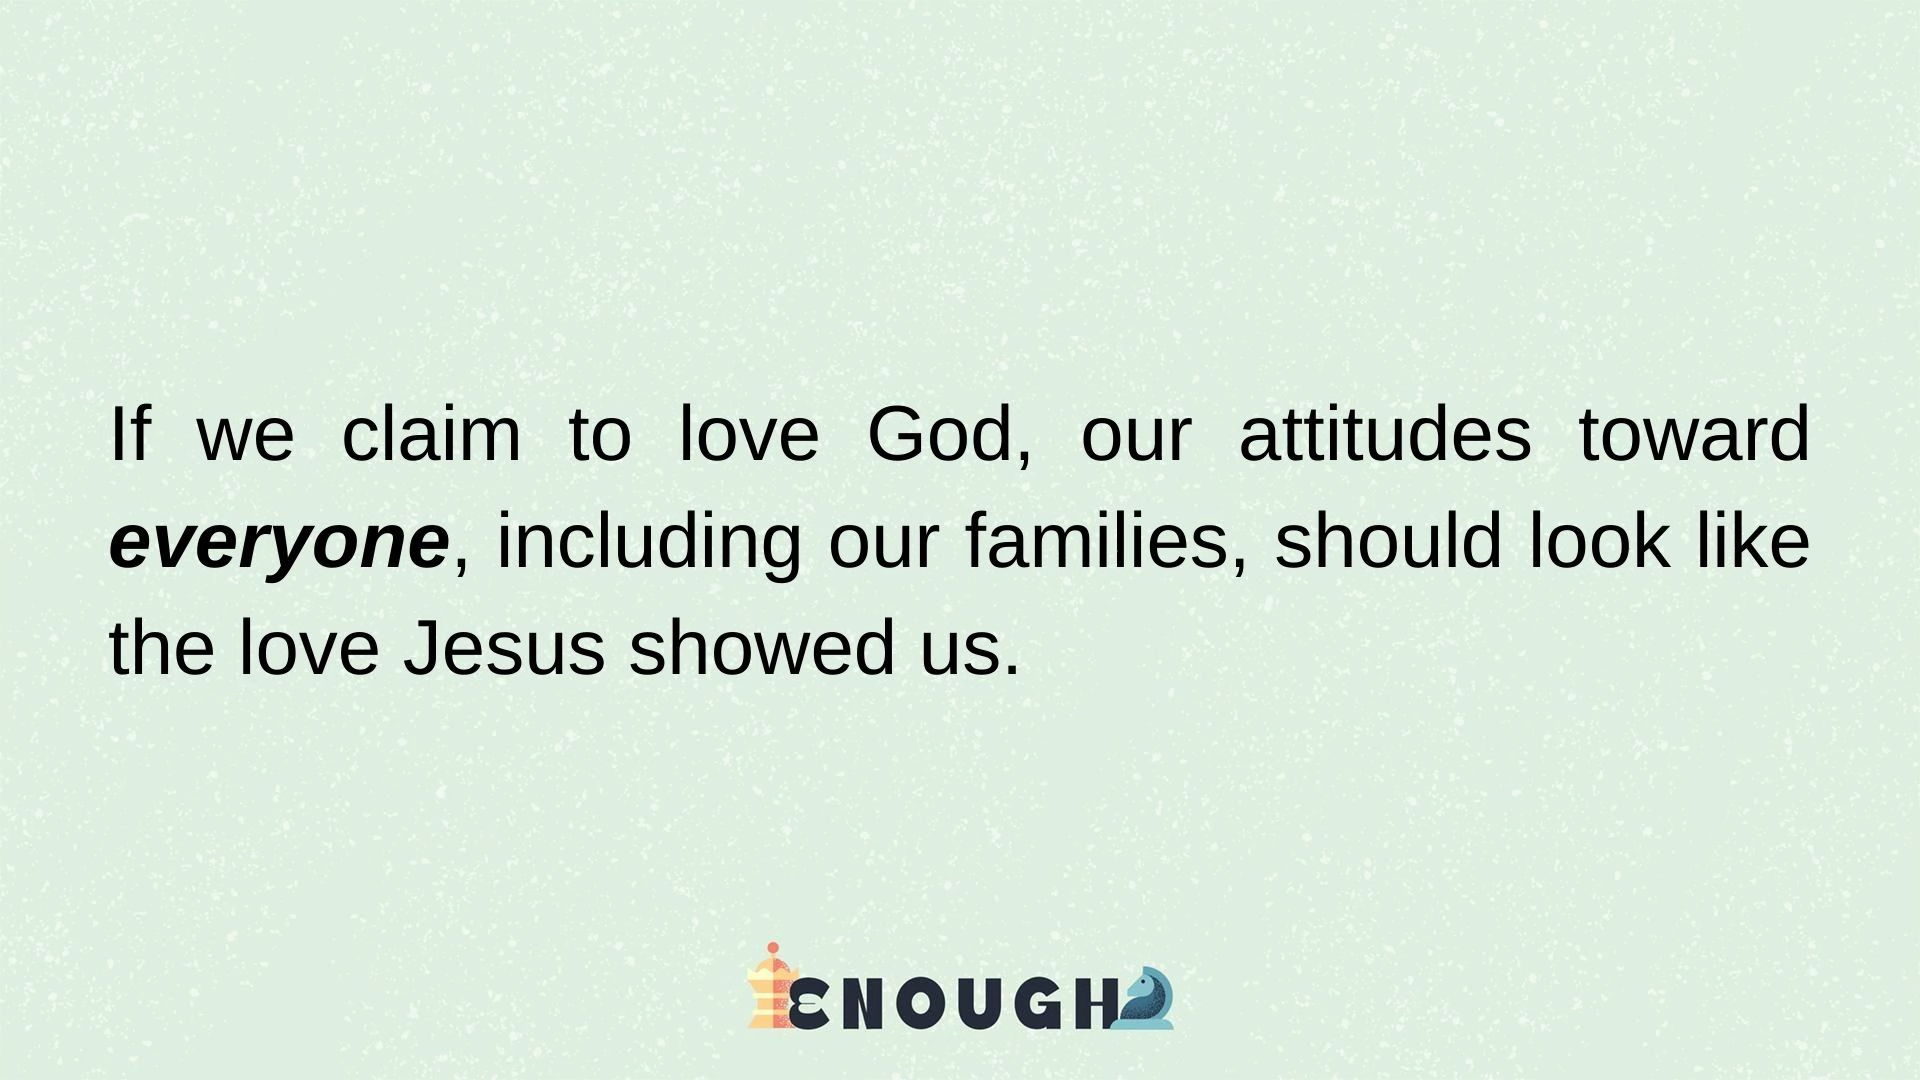 If we claim to love God, our attitudes toward
everyone, including our families, should look like
the love Jesus showed us.
ENOUGH